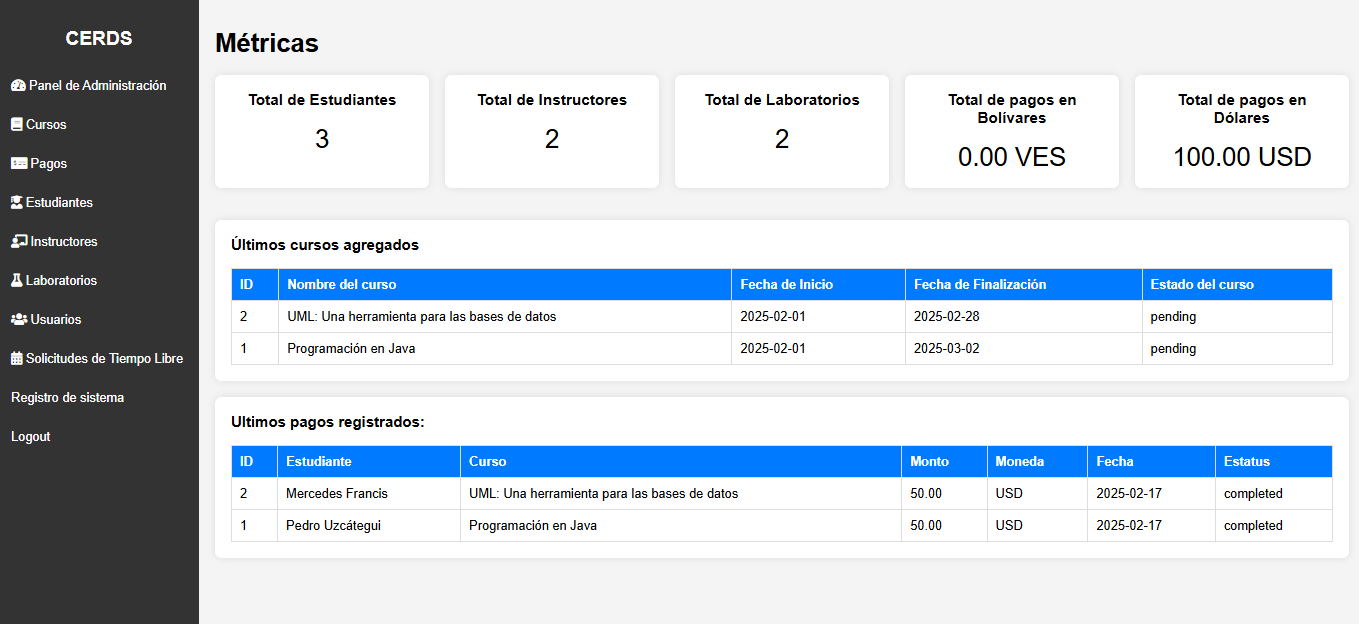 CERDS
Panel de Administración
Cursos
Pagos
Estudiantes
Instructores
Laboratorios
Usuarios
Solicitudes de Tiempo Libre
Registro de sistema
Logout
Métricas
Total de Estudiantes
3
Total de Instructores
2
Total de Laboratorios
2
Total de pagos en
Bolívares
0.00 VES
Total de pagos en
Dólares
100.00 USD
Últimos cursos agregados
ID Nombre del curso Fecha de Inicio Fecha de Finalización Estado del curso
2 UML: Una herramienta para las bases de datos 2025-02-01 2025-02-28 pending
1 Programación en Java 2025-02-01 2025-03-02 pending
Ultimos pagos registrados:
ID Estudiante Curso Monto Moneda Fecha Estatus
2 Mercedes Francis UML: Una herramienta para las bases de datos 50.00 USD 2025-02-17 completed
1 Pedro Uzcátegui Programación en Java 50.00 USD 2025-02-17 completed